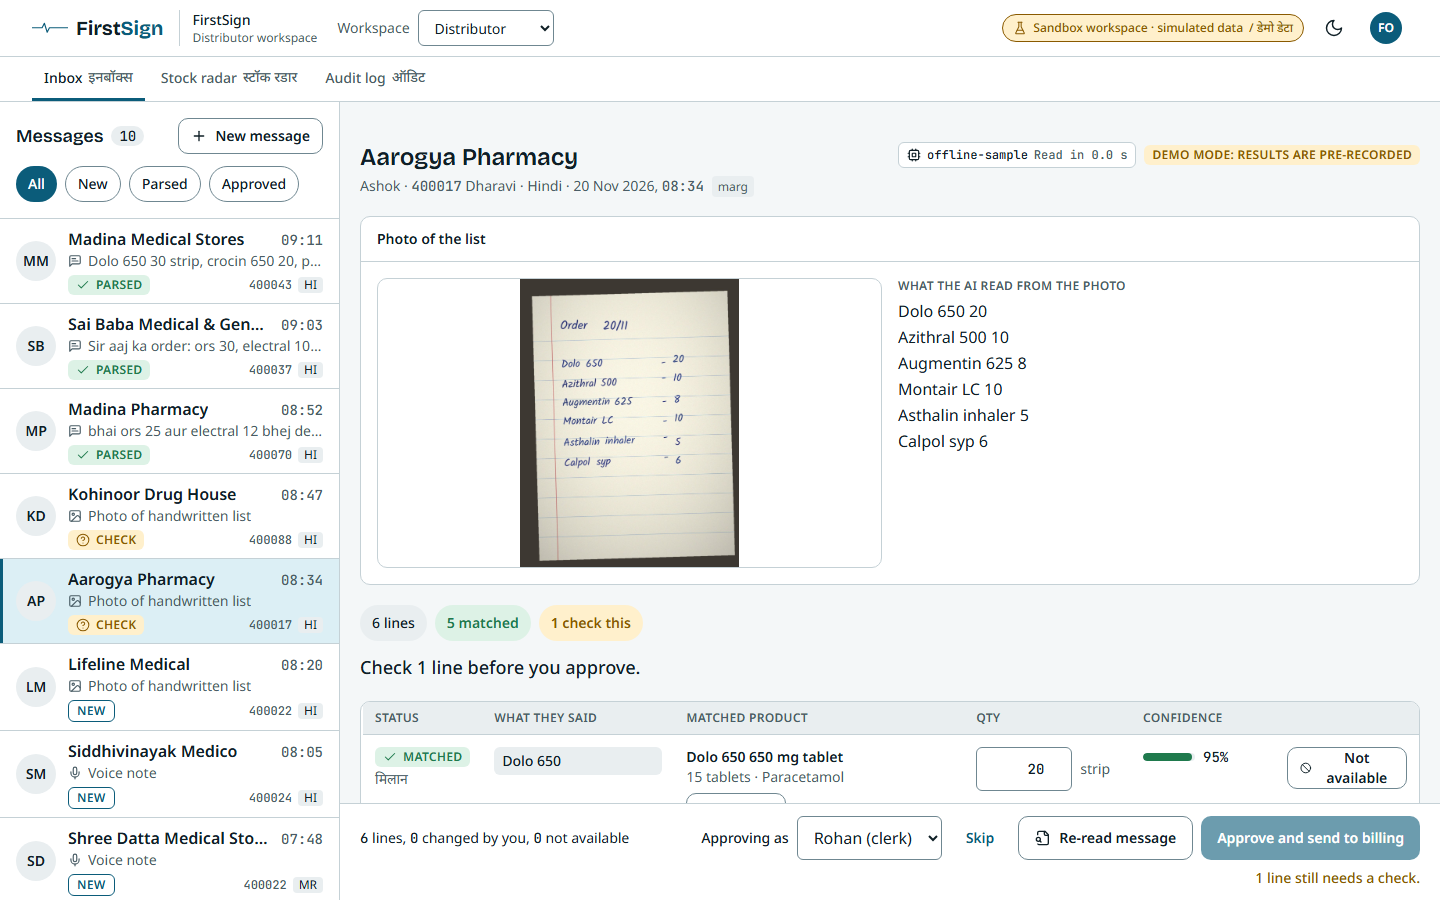 FirstSign
FirstSign
Distributor workspace
Workspace
Distributor
Sandbox workspace · simulated data / डेमो डेटा
FO
Inbox इनबॉक्स
Stock radar स्टॉक रडार
Audit log ऑडिट
Messages 10
New message
All
New
Parsed
Approved
MM
Madina Medical Stores 09:11
Dolo 650 30 strip, crocin 650 20, p...
PARSED
400043 HI
SB
Sai Baba Medical & Gen... 09:03
Sir aaj ka order: ors 30, electral 10...
PARSED
400037 HI
MP
Madina Pharmacy 08:52
bhai ors 25 aur electral 12 bhej de...
PARSED
400070 HI
KD
Kohinoor Drug House 08:47
Photo of handwritten list
CHECK
400088 HI
AP
Aarogya Pharmacy 08:34
Photo of handwritten list
CHECK
400017 HI
LM
Lifeline Medical 08:20
Photo of handwritten list
NEW
400022 HI
SM
Siddhivinayak Medico 08:05
Voice note
NEW
400024 HI
SD
Shree Datta Medical Sto... 07:48
Voice note
NEW
400022 MR
Aarogya Pharmacy
Ashok · 400017 Dharavi · Hindi · 20 Nov 2026, 08:34 marg
offline-sample Read in 0.0 s
DEMO MODE: RESULTS ARE PRE-RECORDED
Photo of the list
Order 20/11
Dolo 650 - 20
Azithral 500 - 10
Augmentin 625 - 8
Montair LC - 10
Asthalin inhaler - 5
Calpol syp - 6
WHAT THE AI READ FROM THE PHOTO
Dolo 650 20
Azithral 500 10
Augmentin 625 8
Montair LC 10
Asthalin inhaler 5
Calpol syp 6
6 lines
5 matched
1 check this
Check 1 line before you approve.
STATUS WHAT THEY SAID MATCHED PRODUCT QTY CONFIDENCE
MATCHED
मिलान
Dolo 650
Dolo 650 650 mg tablet
15 tablets · Paracetamol
20 strip
95%
Not available
6 lines, 0 changed by you, 0 not available
Approving as
Rohan (clerk)
Skip
Re-read message
Approve and send to billing
1 line still needs a check.